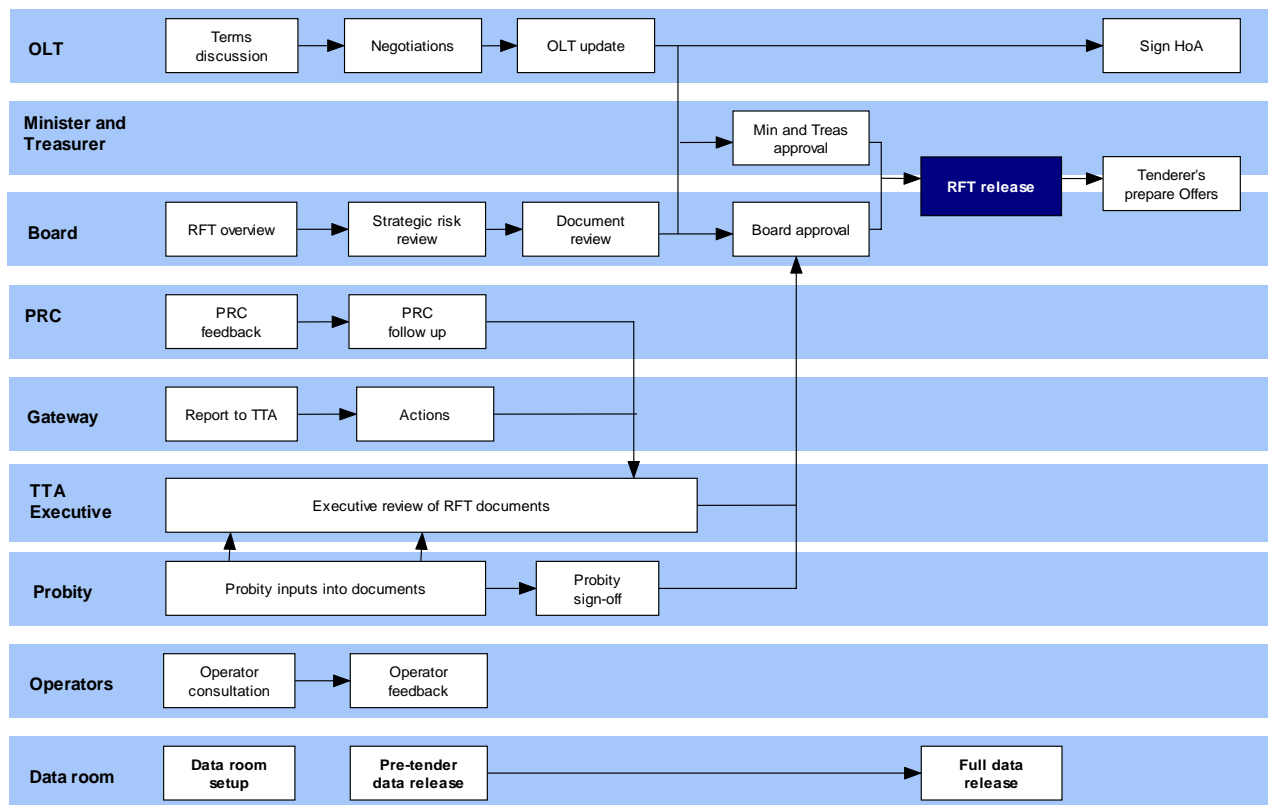 OLT
Terms
discussion
Negotiations
OLT update
Sign HoA
Minister and
Treasurer
Min and Treas
approval
RFT release
Tenderer's
prepare Offers
Board
RFT overview
Strategic risk
review
Document
review
Board approval
PRC
PRC
feedback
PRC
follow up
Gateway
Report to TTA
Actions
TTA
Executive
Executive review of RFT documents
Probity
Probity inputs into documents
Probity
sign-off
Operators
Operator
consultation
Operator
feedback
Data room
Data room
setup
Pre-tender
data release
Full data
release